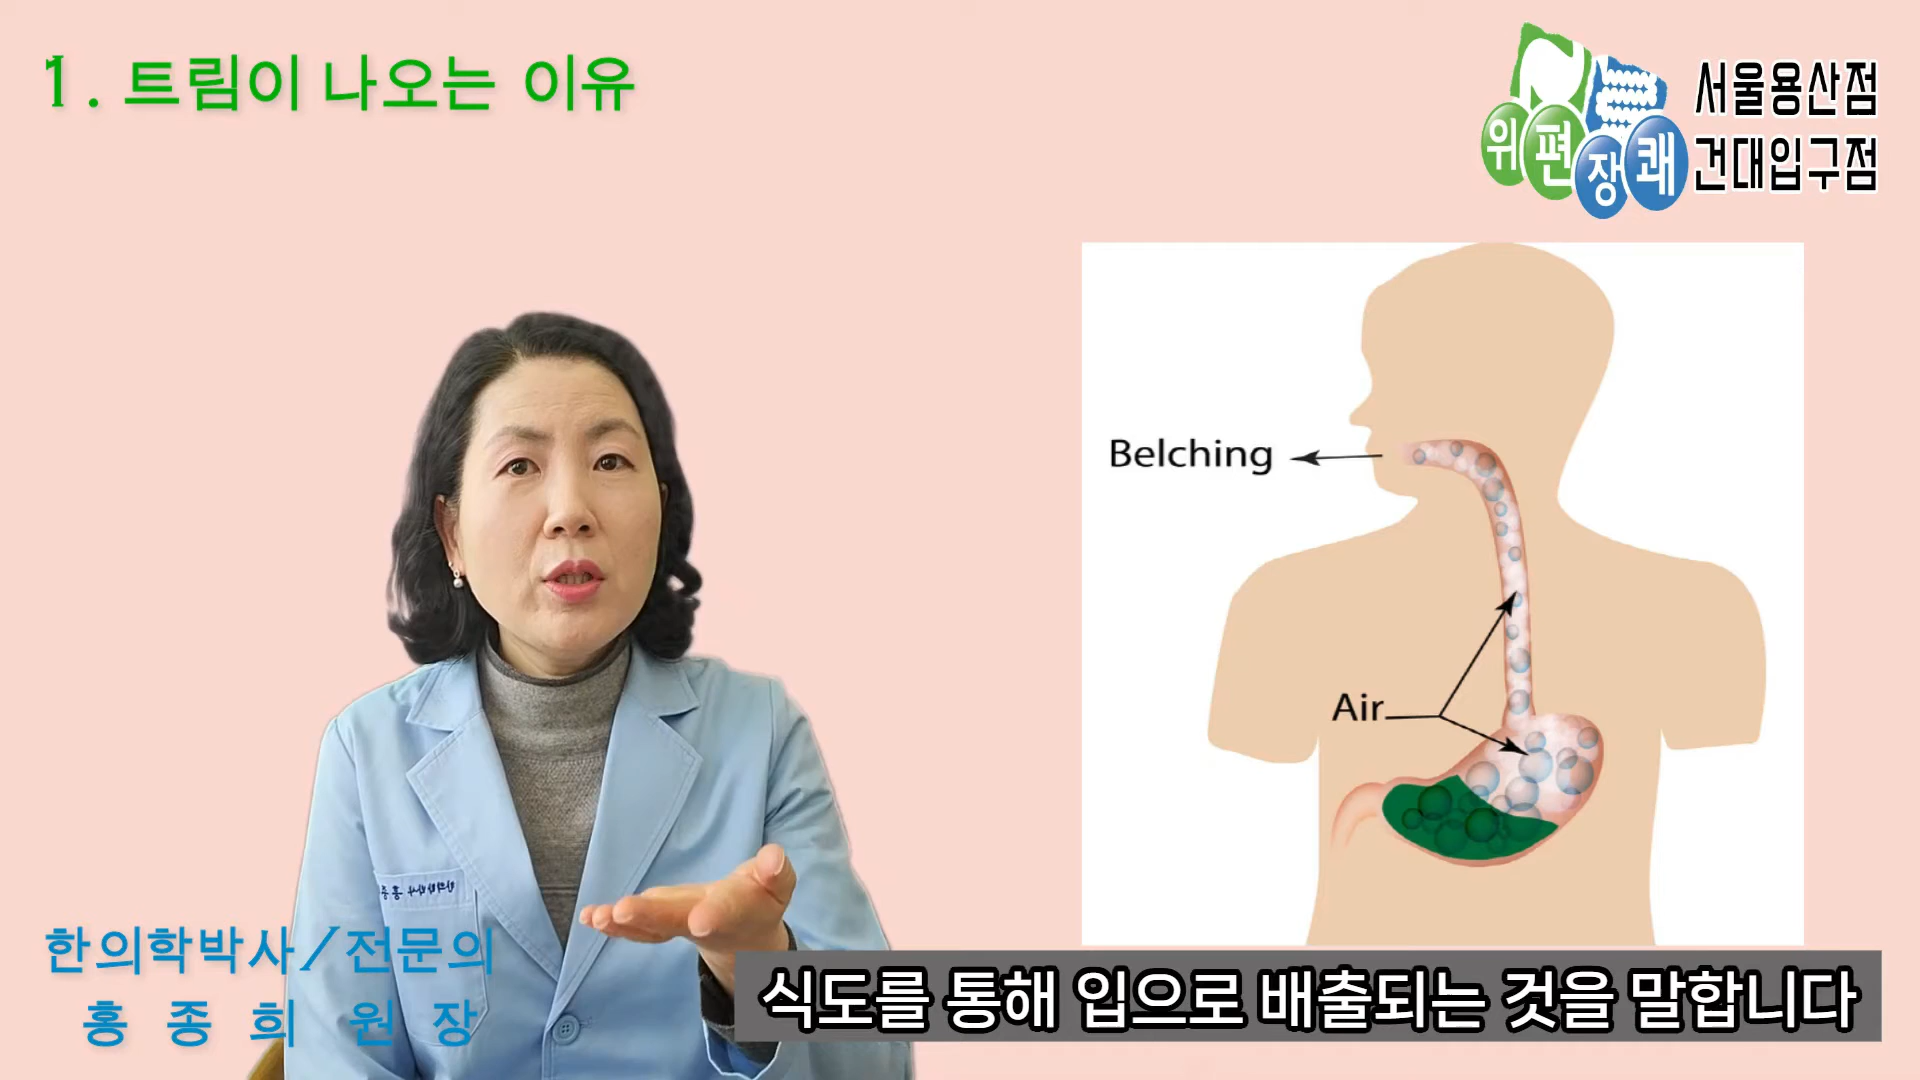 1. 트림이 나오는 이유
위편장쾌
서울용산점
건대입구점
Belching
Air
한의학박사/전문의
홍종희 원장
식도를 통해 입으로 배출되는 것을 말합니다